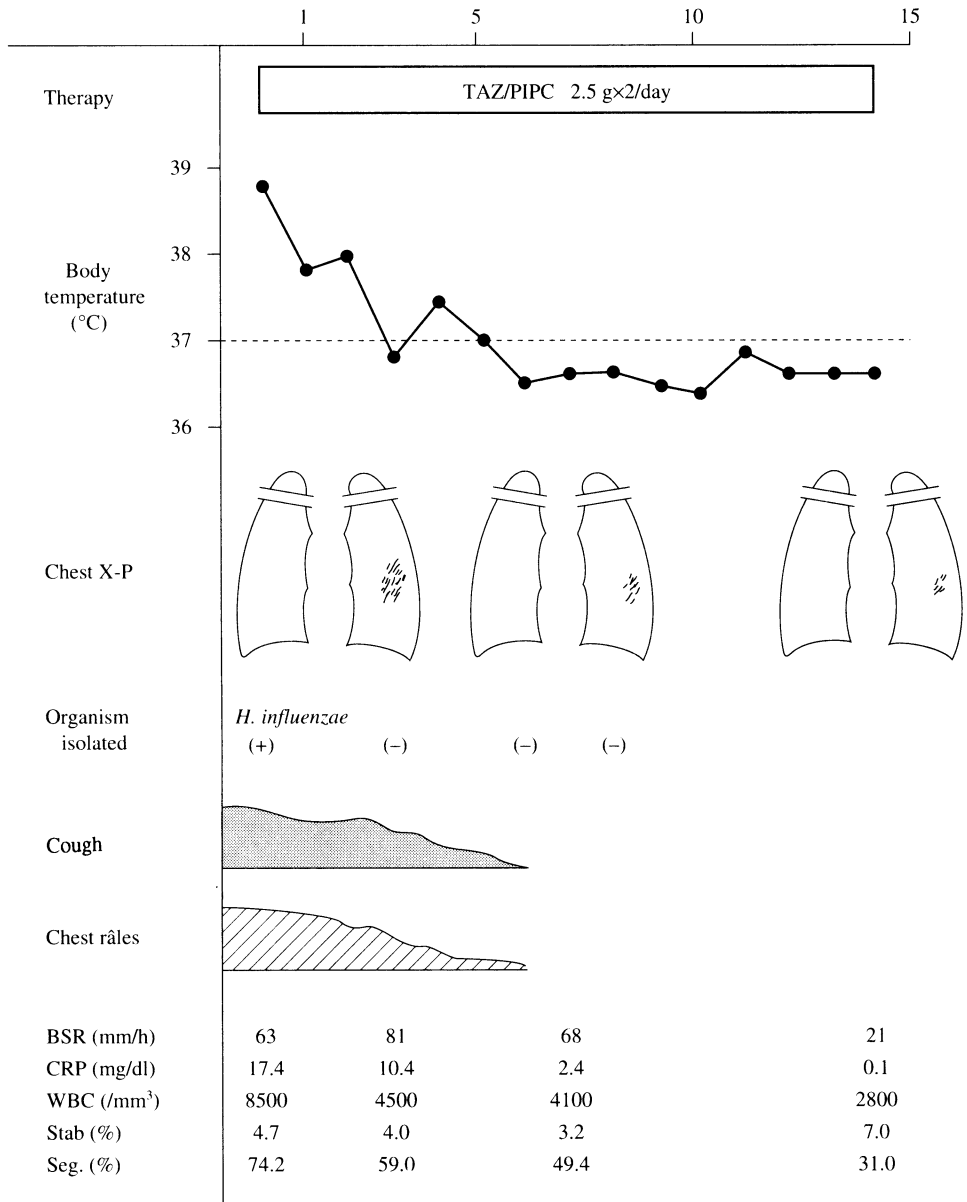 1 5 10 15
Therapy
TAZ/PIPC 2.5 g×2/day
39
38
Body
temperature
(°C)
37
36
Chest X-P
Organism
isolated
H. influenzae
(+) (−) (−) (−)
Cough
Chest râles
BSR (mm/h) 63 81 68 21
CRP (mg/dl) 17.4 10.4 2.4 0.1
WBC (/mm³) 8500 4500 4100 2800
Stab (%) 4.7 4.0 3.2 7.0
Seg. (%) 74.2 59.0 49.4 31.0